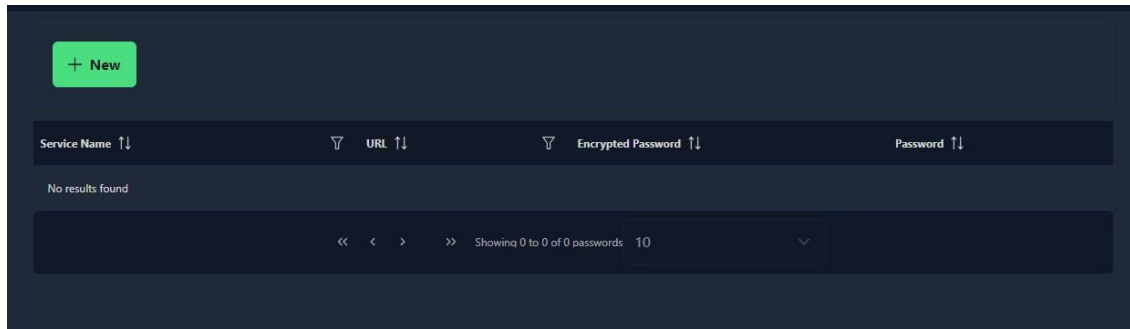 + New
Service Name URL Encrypted Password Password
No results found
Showing 0 to 0 of 0 passwords 10